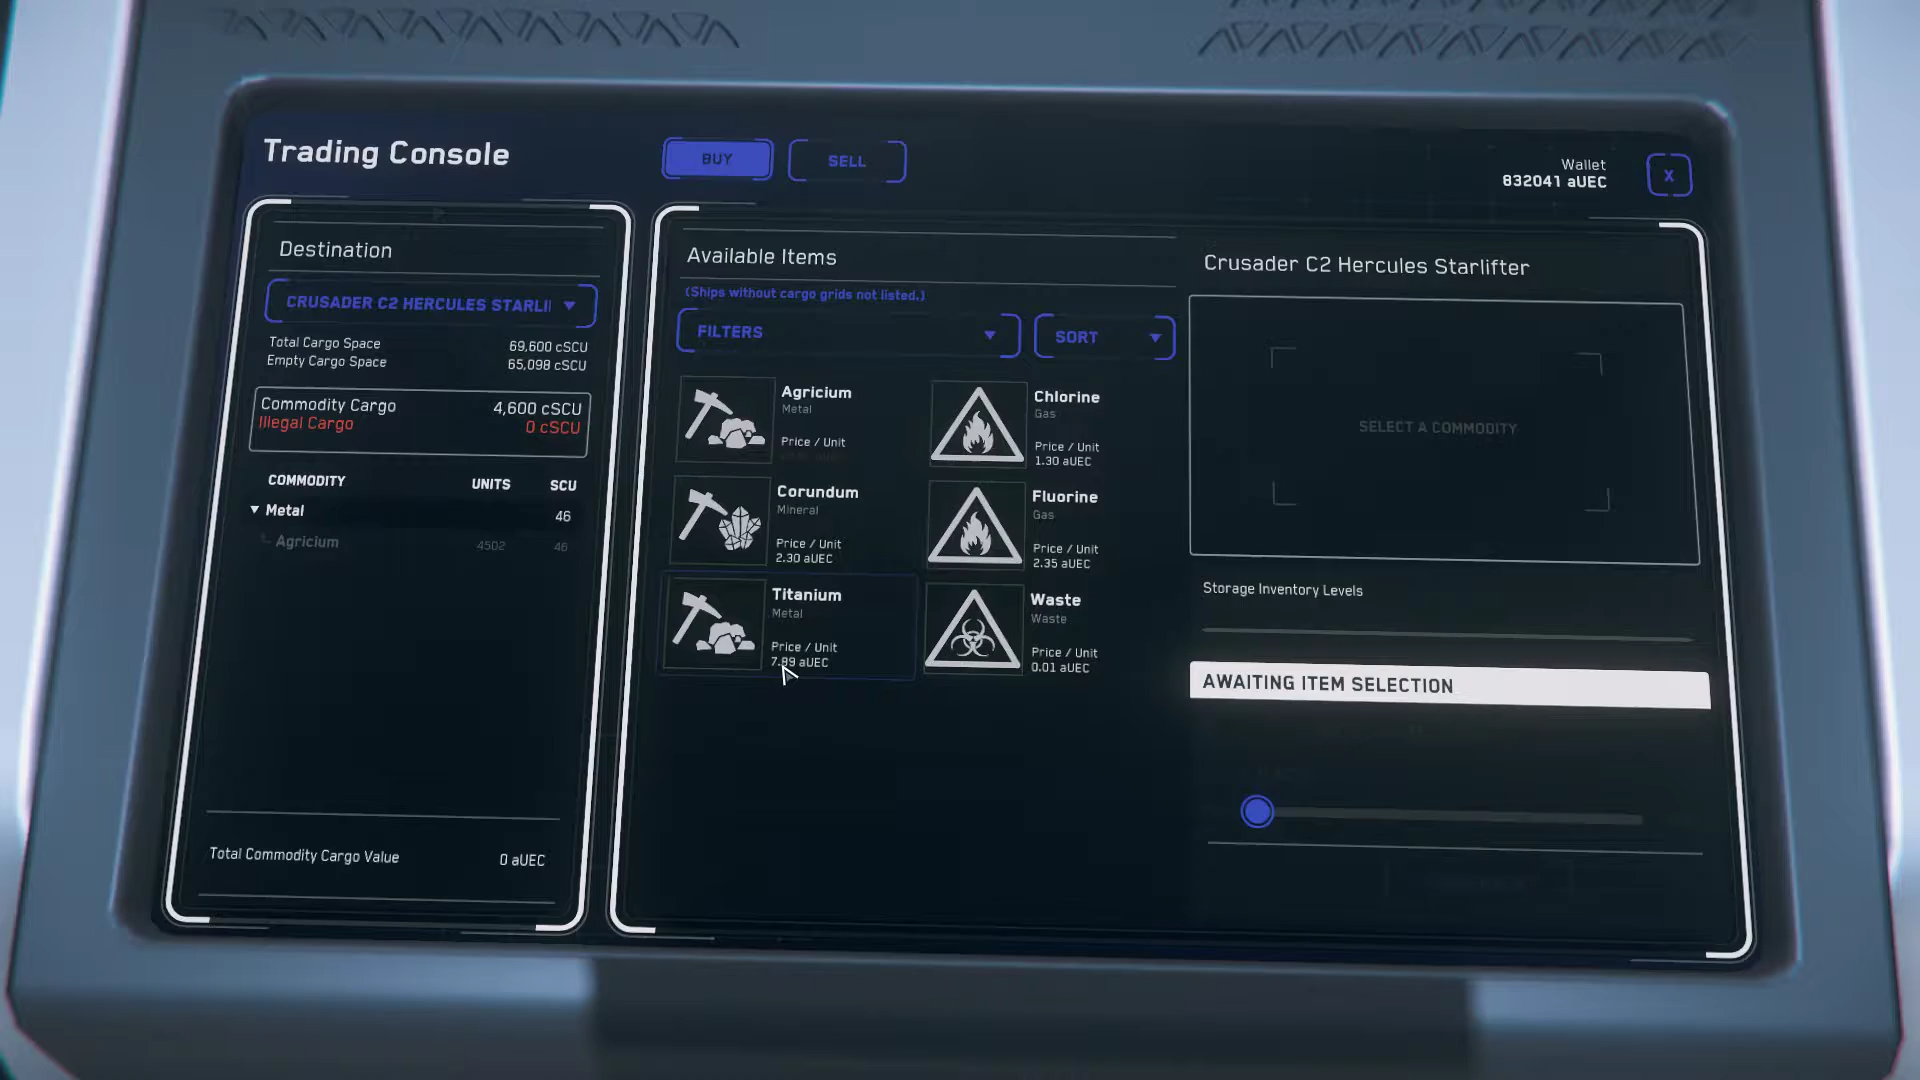 Trading Console
BUY
SELL
Wallet
832041 aUEC
X
Destination
CRUSADER C2 HERCULES STARLI
Total Cargo Space 69,600 cSCU
Empty Cargo Space 65,098 cSCU
Commodity Cargo 4,600 cSCU
Illegal Cargo 0 cSCU
COMMODITY UNITS SCU
Metal 46
Agricium 4502 46
Total Commodity Cargo Value 0 aUEC
Available Items
(Ships without cargo grids not listed.)
FILTERS
SORT
Agricium
Metal
Price / Unit
Chlorine
Gas
Price / Unit
1.30 aUEC
Corundum
Mineral
Price / Unit
2.30 aUEC
Fluorine
Gas
Price / Unit
2.35 aUEC
Titanium
Metal
Price / Unit
aUEC
Waste
Waste
Price / Unit
0.01 aUEC
Crusader C2 Hercules Starlifter
SELECT A COMMODITY
Storage Inventory Levels
AWAITING ITEM SELECTION